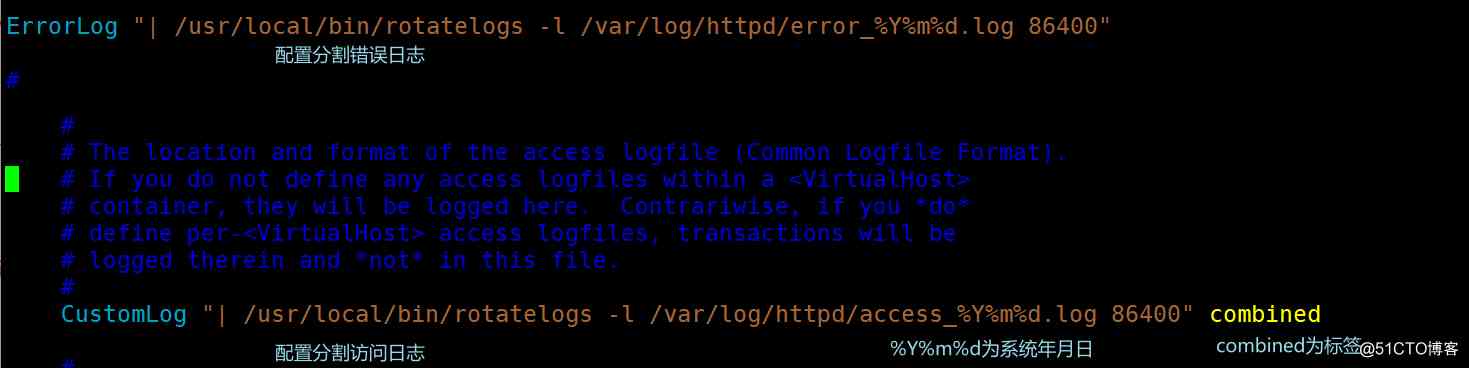 ErrorLog "| /usr/local/bin/rotatelogs -l /var/log/httpd/error_%Y%m%d.log 86400"
配置分割错误日志
#
#
# The location and format of the access logfile (Common Logfile Format).
# If you do not define any access logfiles within a <VirtualHost>
# container, they will be logged here.  Contrariwise, if you *do*
# define per-<VirtualHost> access logfiles, transactions will be
# logged therein and *not* in this file.
#
CustomLog "| /usr/local/bin/rotatelogs -l /var/log/httpd/access_%Y%m%d.log 86400" combined
配置分割访问日志 %Y%m%d为系统年月日 combined为标签 @51CTO博客
#